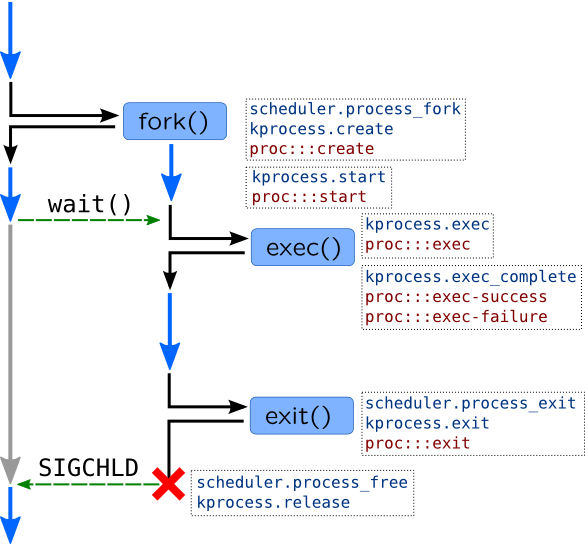 fork()
scheduler.process_fork
kprocess.create
proc:::create
kprocess.start
proc:::start
wait()
kprocess.exec
proc:::exec
exec()
kprocess.exec_complete
proc:::exec-success
proc:::exec-failure
exit()
scheduler.process_exit
kprocess.exit
proc:::exit
SIGCHLD
scheduler.process_free
kprocess.release